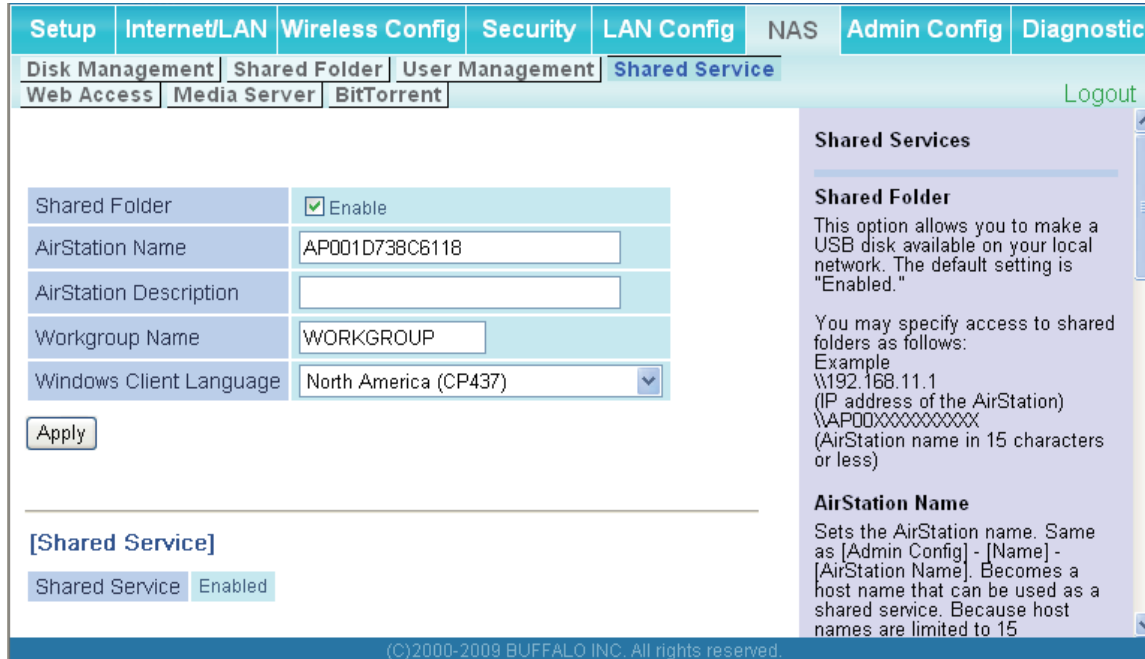 Setup Internet/LAN Wireless Config Security LAN Config NAS Admin Config Diagnostic
Disk Management Shared Folder User Management Shared Service
Web Access Media Server BitTorrent
Logout
Shared Folder Enable
AirStation Name AP001D738C6118
AirStation Description
Workgroup Name WORKGROUP
Windows Client Language North America (CP437)
Apply
[Shared Service]
Shared Service Enabled
Shared Services
Shared Folder
This option allows you to make a
USB disk available on your local
network. The default setting is
"Enabled."
You may specify access to shared
folders as follows:
Example
\\192.168.11.1
(IP address of the AirStation)
\\AP00XXXXXXXXXX
(AirStation name in 15 characters
or less)
AirStation Name
Sets the AirStation name. Same
as [Admin Config] - [Name] -
[AirStation Name]. Becomes a
host name that can be used as a
shared service. Because host
names are limited to 15
(C)2000-2009 BUFFALO INC. All rights reserved.